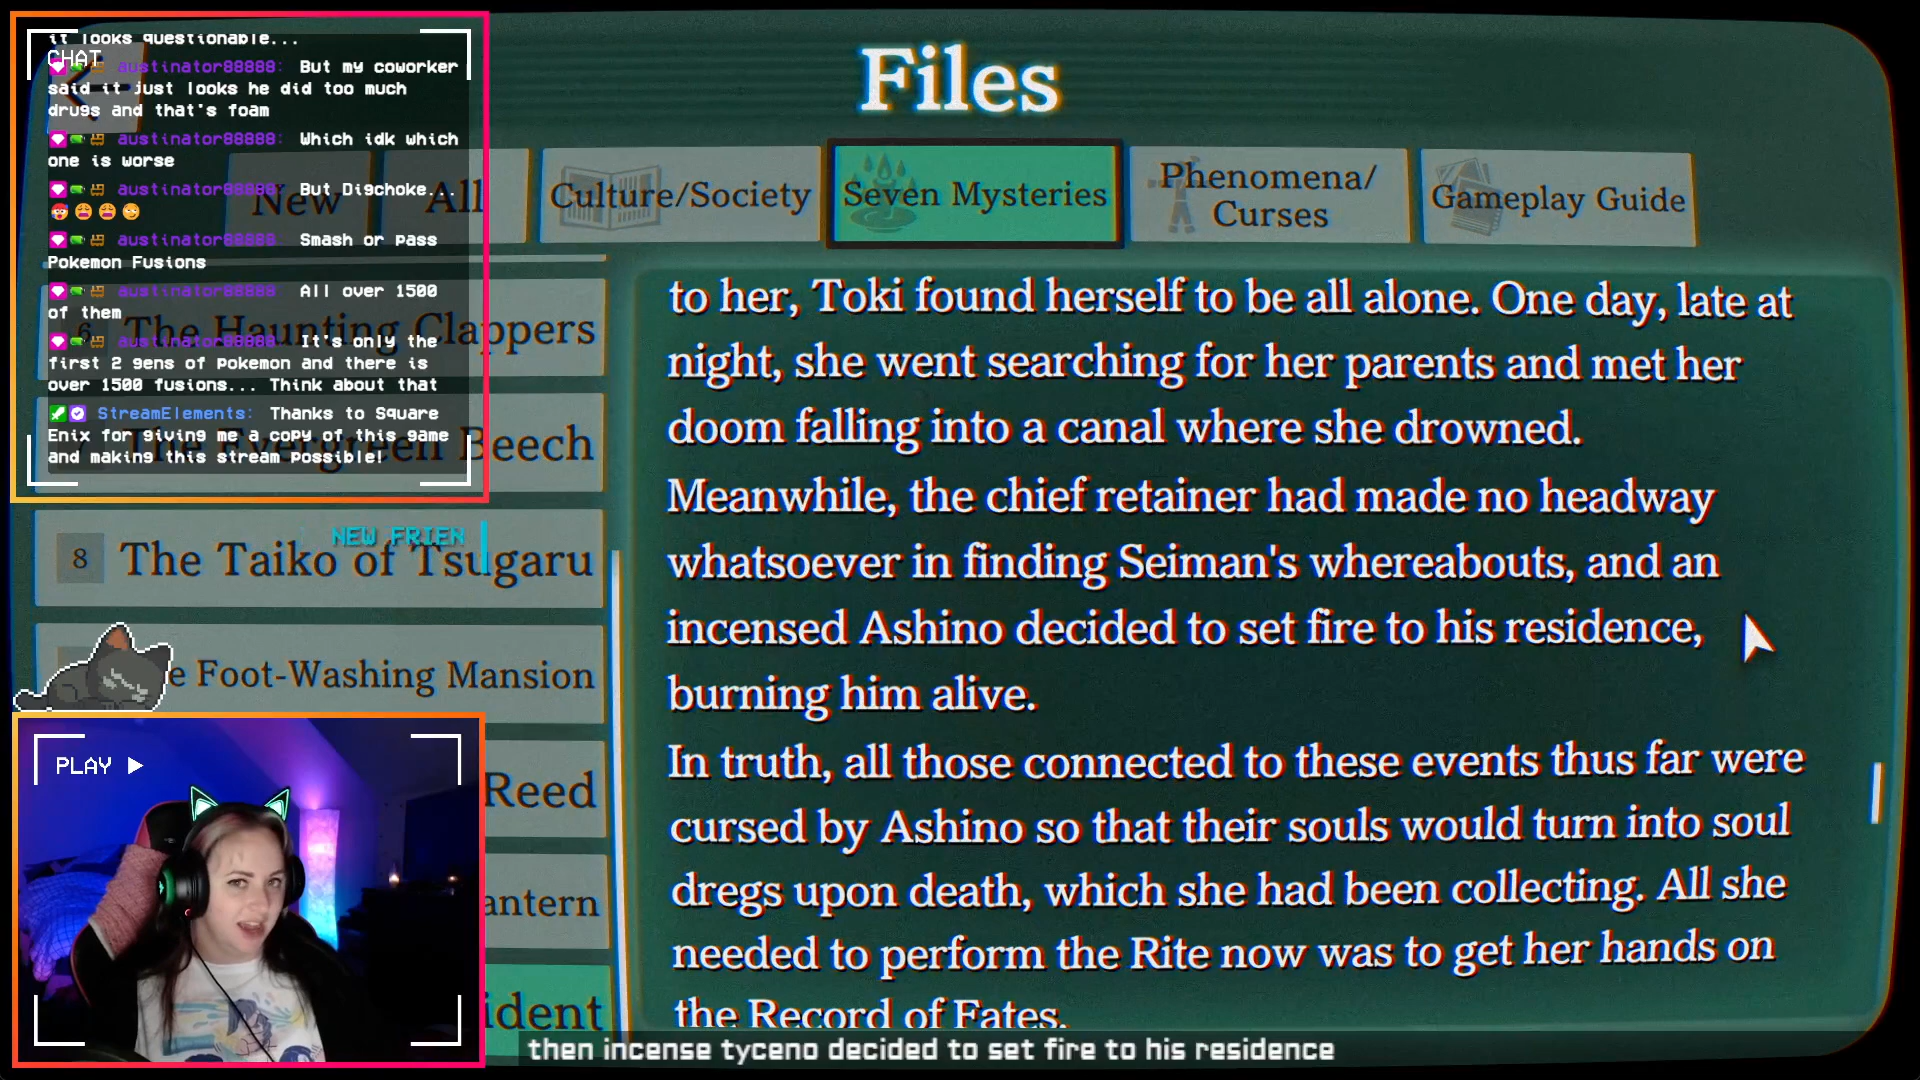 it looks questionable...
CHAT
austinator88888: But my coworker
said it just looks he did too much
drugs and that's foam
austinator88888: Which idk which
one is worse
austinator88888: But Digchoke...
austinator88888: Smash or pass
Pokemon Fusions
austinator88888: All over 1500
of them
austinator88888: It's only the
first 2 gens of pokemon and there is
over 1500 fusions... Think about that
StreamElements: Thanks to Square
Enix for giving me a copy of this game
and making this stream possible!
Files
New
All
Culture/Society
Seven Mysteries
Phenomena/
Curses
Gameplay Guide
6 The Haunting Clappers
The Evergreen Beech
NEW FRIEN
8 The Taiko of Tsugaru
e Foot-Washing Mansion
Reed
antern
ident
PLAY
to her, Toki found herself to be all alone. One day, late at
night, she went searching for her parents and met her
doom falling into a canal where she drowned.
Meanwhile, the chief retainer had made no headway
whatsoever in finding Seiman's whereabouts, and an
incensed Ashino decided to set fire to his residence,
burning him alive.
In truth, all those connected to these events thus far were
cursed by Ashino so that their souls would turn into soul
dregs upon death, which she had been collecting. All she
needed to perform the Rite now was to get her hands on
the Record of Fates.
then incense tyceno decided to set fire to his residence